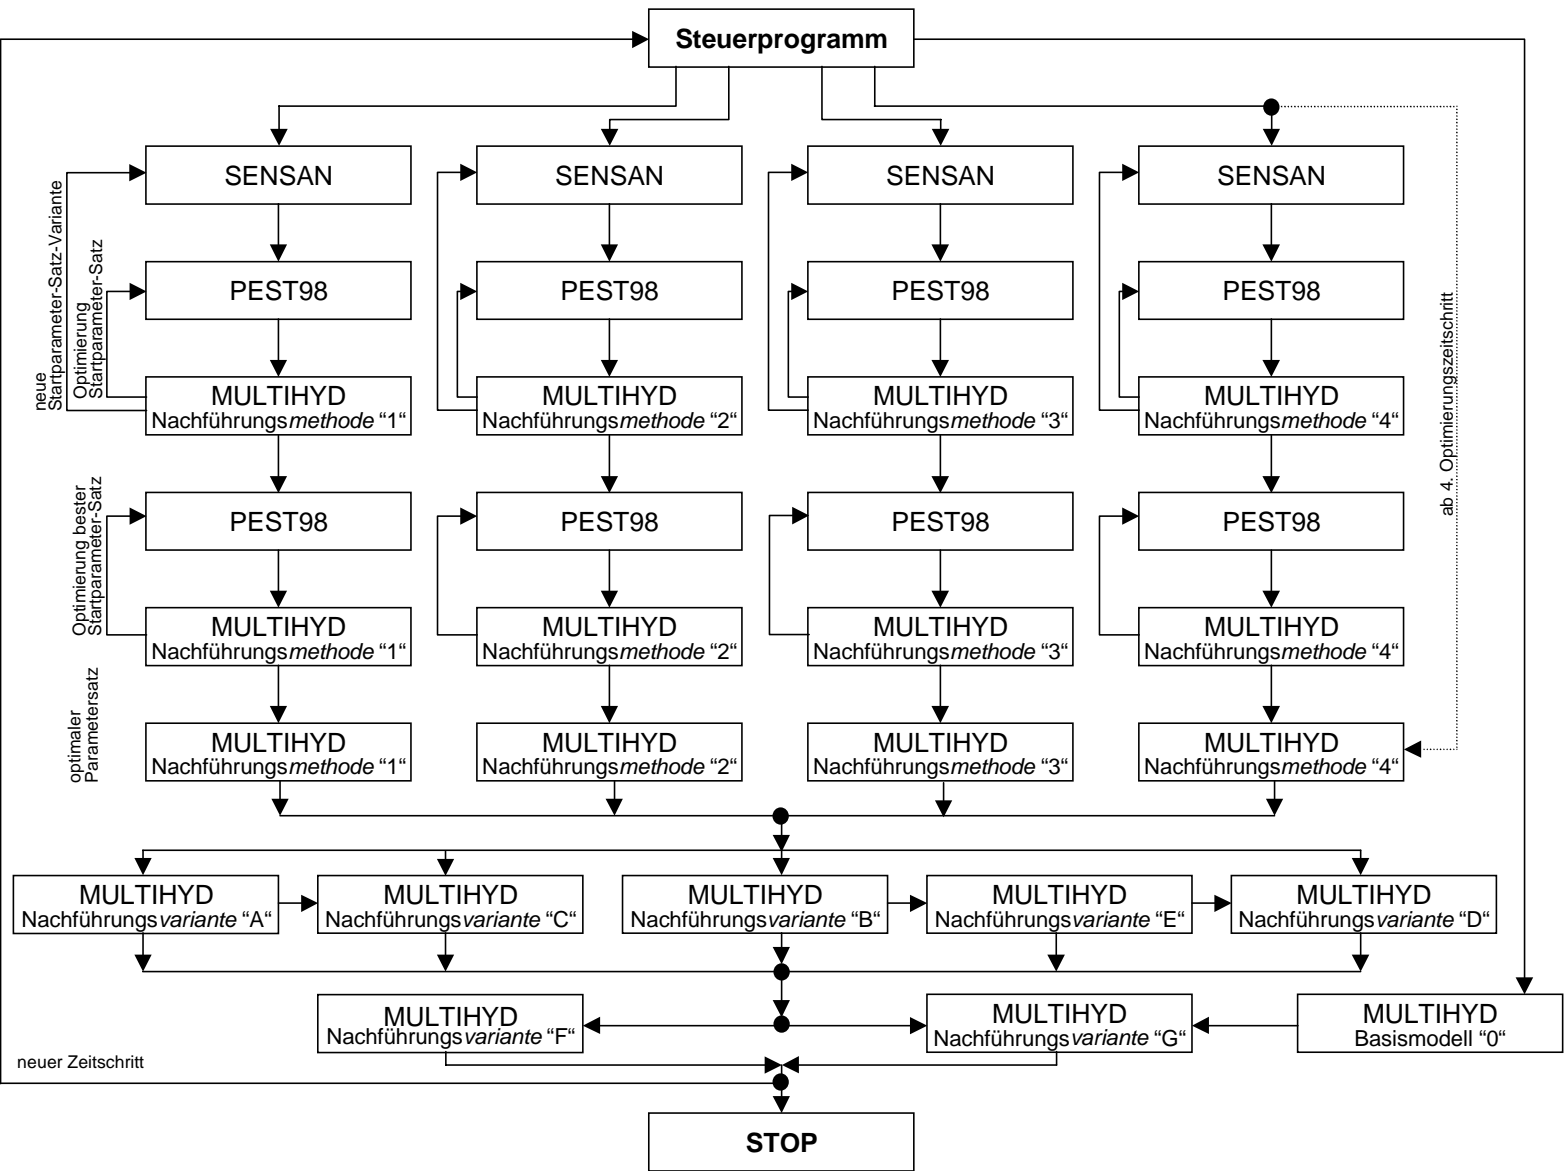 Steuerprogramm
SENSAN
SENSAN
SENSAN
SENSAN
neue
Startparameter-Satz-Variante
Optimierung
Startparameter-Satz
PEST98
PEST98
PEST98
PEST98
ab 4. Optimierungszeitschritt
MULTIHYD
Nachführungsmethode “1“
MULTIHYD
Nachführungsmethode “2“
MULTIHYD
Nachführungsmethode “3“
MULTIHYD
Nachführungsmethode “4“
Optimierung bester
Startparameter-Satz
PEST98
PEST98
PEST98
PEST98
MULTIHYD
Nachführungsmethode “1“
MULTIHYD
Nachführungsmethode “2“
MULTIHYD
Nachführungsmethode “3“
MULTIHYD
Nachführungsmethode “4“
optimaler
Parametersatz
MULTIHYD
Nachführungsmethode “1“
MULTIHYD
Nachführungsmethode “2“
MULTIHYD
Nachführungsmethode “3“
MULTIHYD
Nachführungsmethode “4“
MULTIHYD
Nachführungsvariante “A“
MULTIHYD
Nachführungsvariante “C“
MULTIHYD
Nachführungsvariante “B“
MULTIHYD
Nachführungsvariante “E“
MULTIHYD
Nachführungsvariante “D“
MULTIHYD
Nachführungsvariante “F“
MULTIHYD
Nachführungsvariante “G“
MULTIHYD
Basismodell “0“
neuer Zeitschritt
STOP